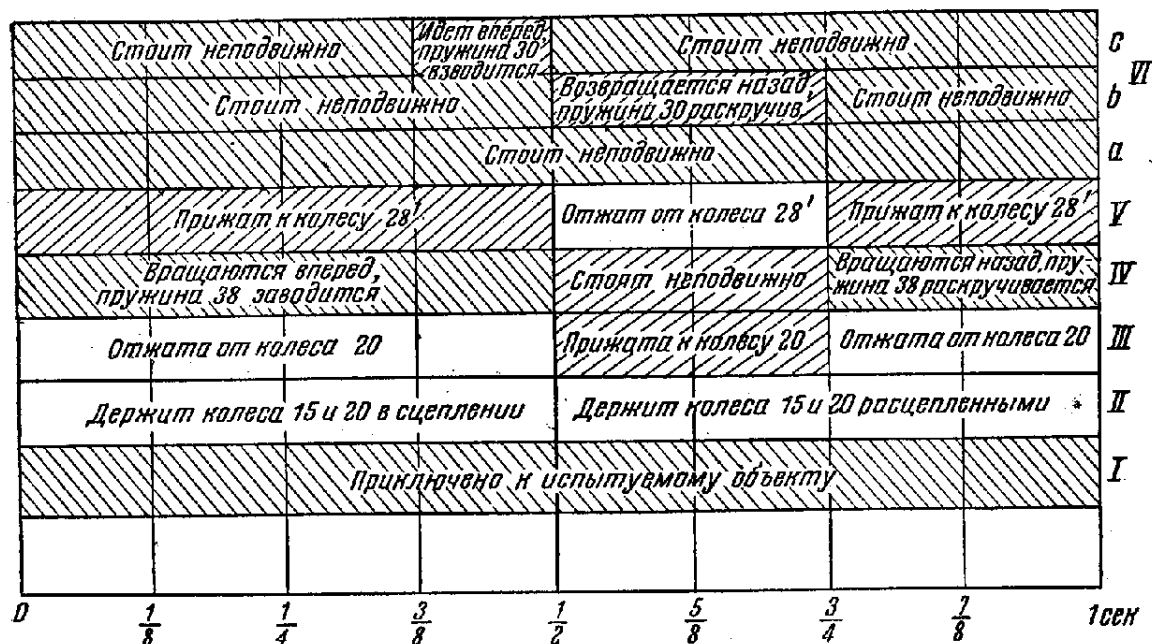 Стоит неподвижно
Идет вперед,
пружина 30'
взводится
Стоит неподвижно
c
VI
Стоит неподвижно
Возвращается назад,
пружина 30 раскручив.
Стоит неподвижно
b
Стоит неподвижно
a
Прижат к колесу 28'
Отжат от колеса 28'
Прижат к колесу 28'
V
Вращаются вперед,
пружина 38 заводится
Стоят неподвижно
Вращаются назад, пру-
жина 38 раскручивается
IV
Отжата от колеса 20
Прижата к колесу 20
Отжата от колеса 20
III
Держит колеса 15 и 20 в сцеплении
Держит колеса 15 и 20 расцепленными
II
Приключено к испытуемому объекту
I
0 1/8 1/4 3/8 1/2 5/8 3/4 7/8 1 сек